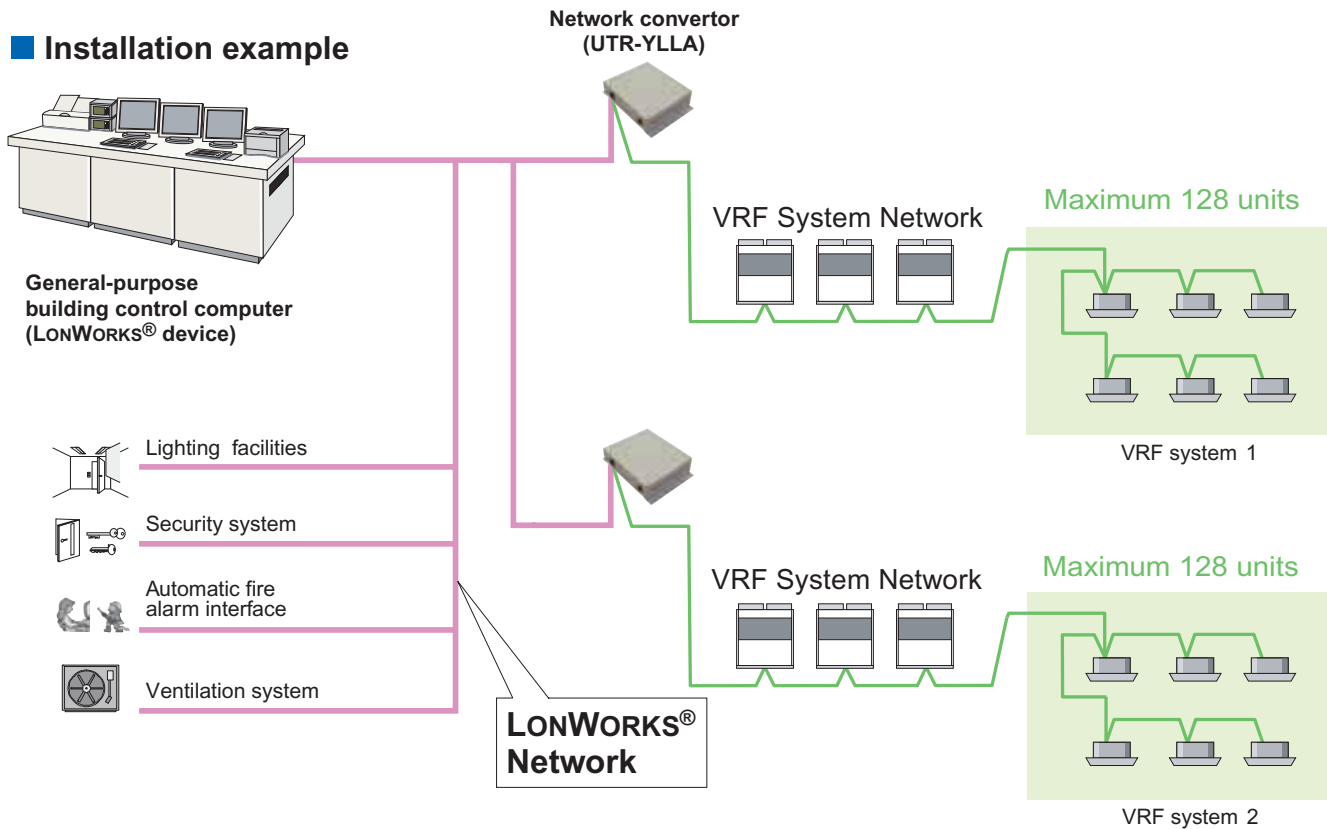 Network convertor
(UTR-YLLA)
Installation example
General-purpose
building control computer
(LONWORKS® device)
VRF System Network
Maximum 128 units
VRF system 1
Lighting facilities
Security system
Automatic fire
alarm interface
Ventilation system
LONWORKS®
Network
VRF System Network
Maximum 128 units
VRF system 2